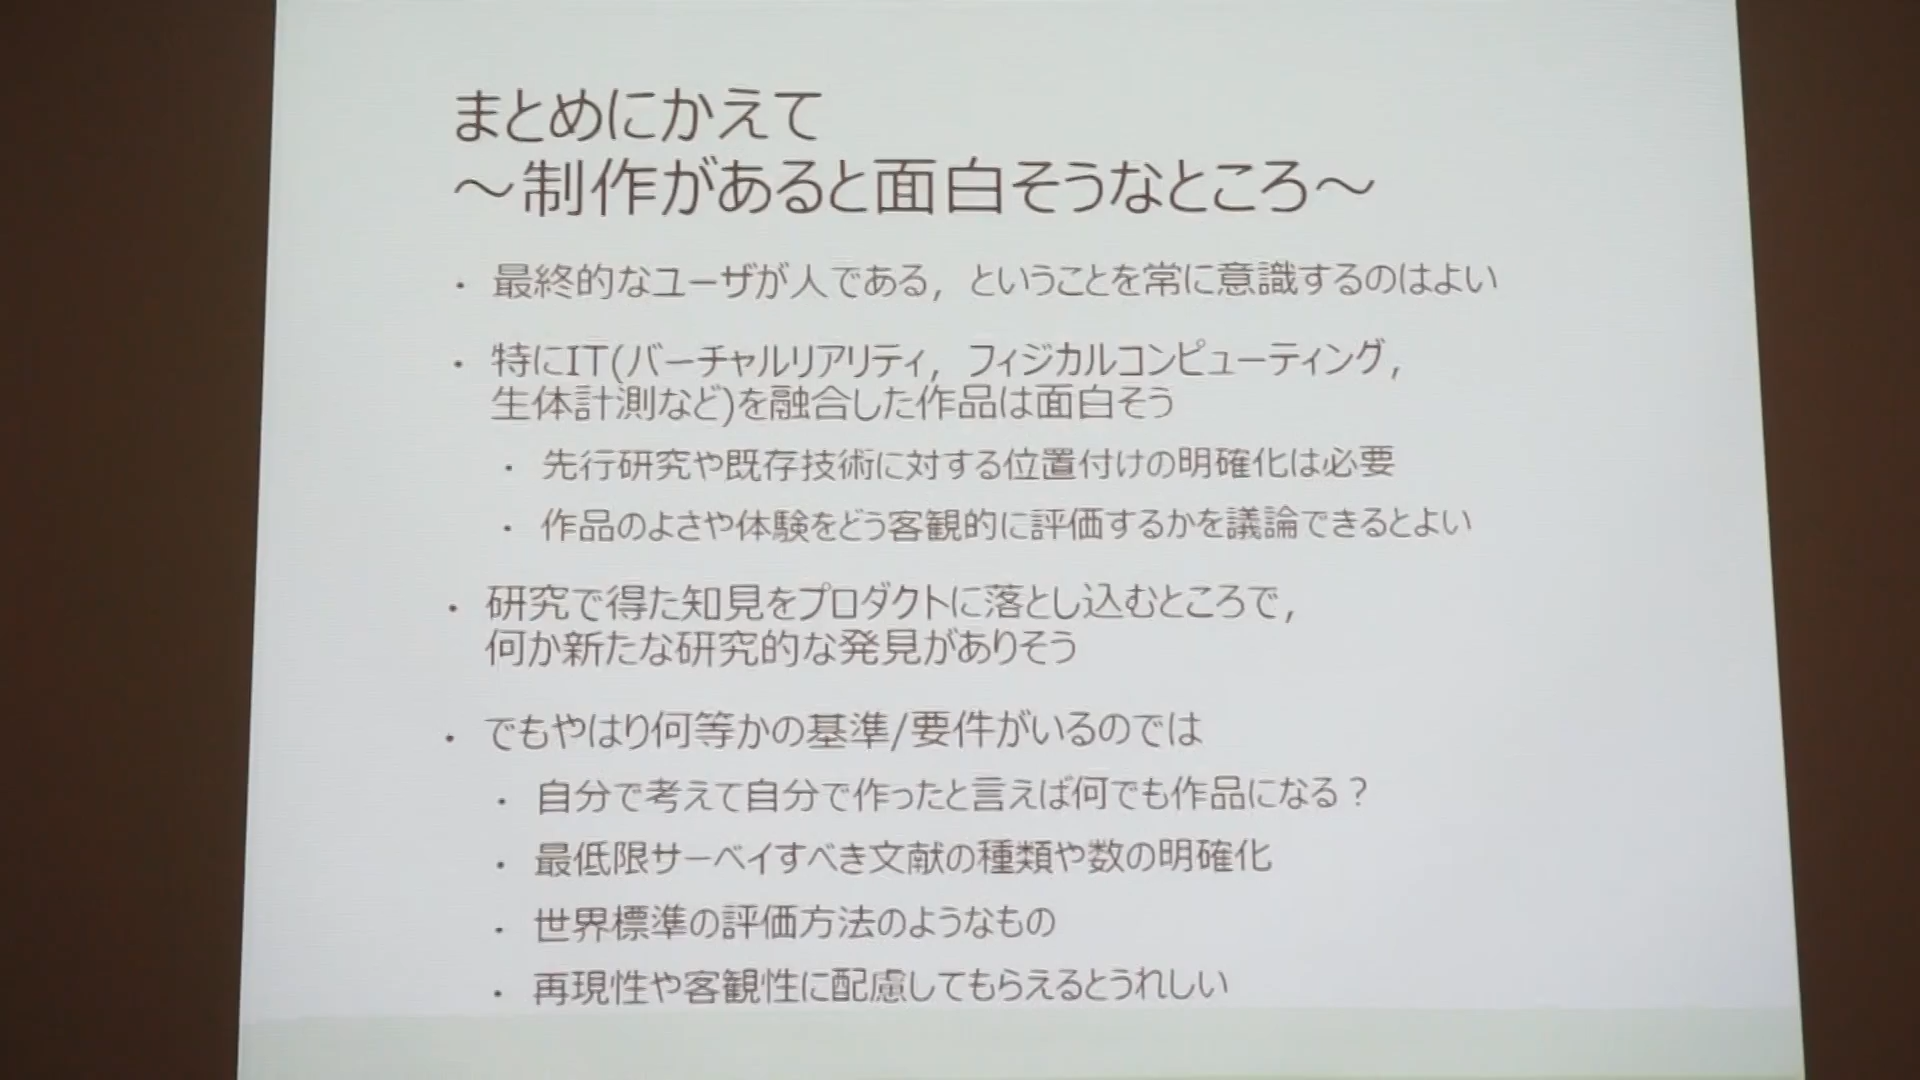 まとめにかえて
～制作があると面白そうなところ～
・ 最終的なユーザが人である，ということを常に意識するのはよい
・ 特にIT(バーチャルリアリティ，フィジカルコンピューティング，
生体計測など)を融合した作品は面白そう
・ 先行研究や既存技術に対する位置付けの明確化は必要
・ 作品のよさや体験をどう客観的に評価するかを議論できるとよい
・ 研究で得た知見をプロダクトに落とし込むところで，
何か新たな研究的な発見がありそう
・ でもやはり何等かの基準/要件がいるのでは
・ 自分で考えて自分で作ったと言えば何でも作品になる？
・ 最低限サーベイすべき文献の種類や数の明確化
・ 世界標準の評価方法のようなもの
・ 再現性や客観性に配慮してもらえるとうれしい